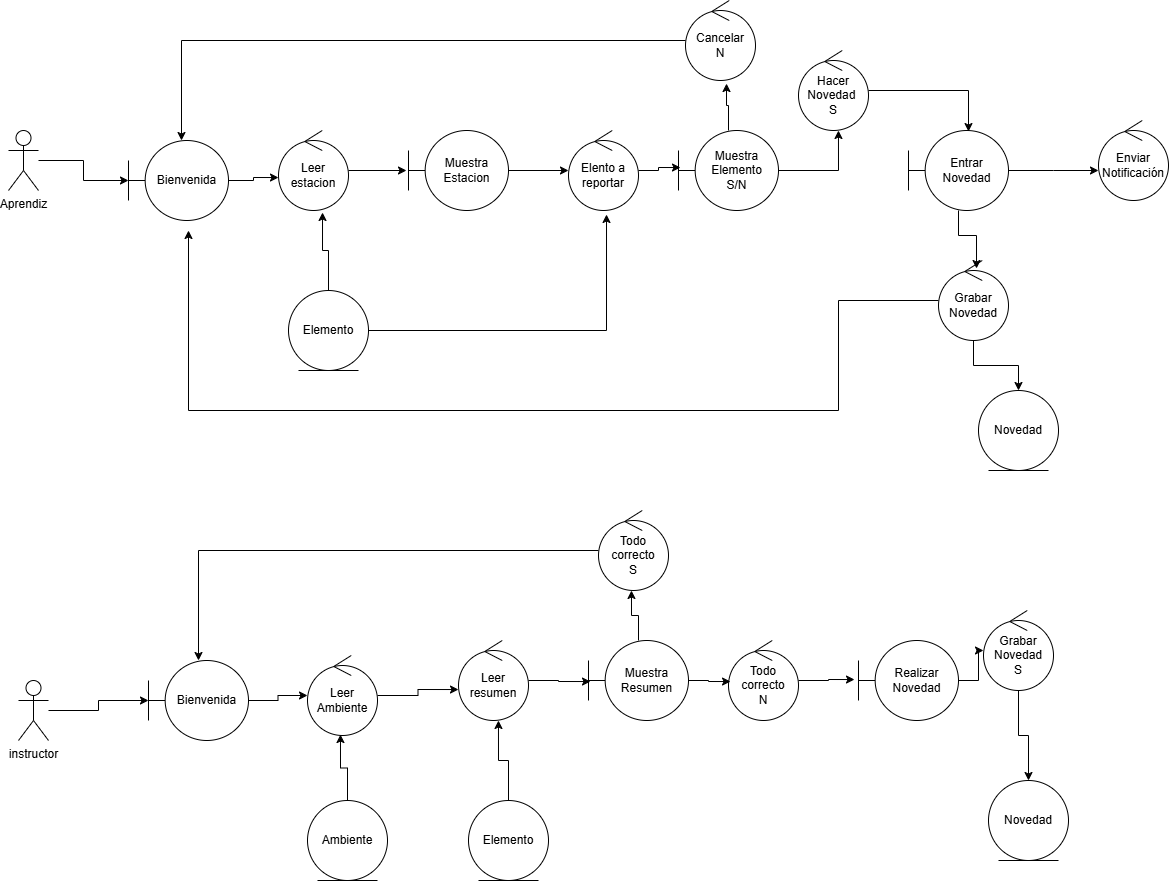 Cancelar
N
Hacer
Novedad
S
Aprendiz
Bienvenida
Leer
estacion
Muestra
Estacion
Elento a
reportar
Muestra
Elemento
S/N
Entrar
Novedad
Enviar
Notificación
Elemento
Grabar
Novedad
Novedad
Todo
correcto
S
instructor
Bienvenida
Leer
Ambiente
Leer
resumen
Muestra
Resumen
Todo
correcto
N
Realizar
Novedad
Grabar
Novedad
S
Ambiente
Elemento
Novedad